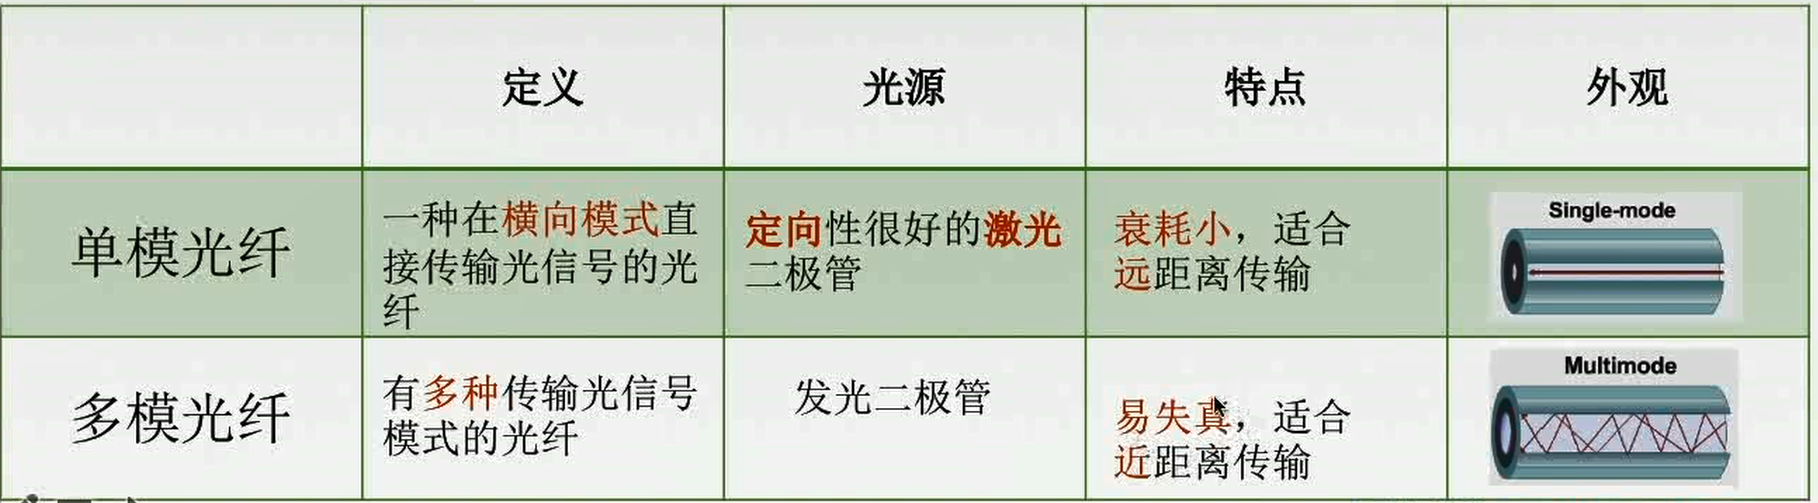 定义
光源
特点
外观
单模光纤
一种在横向模式直
接传输光信号的光
纤
定向性很好的激光
二极管
衰耗小，适合
远距离传输
Single-mode
多模光纤
有多种传输光信号
模式的光纤
发光二极管
易失真，适合
近距离传输
Multimode